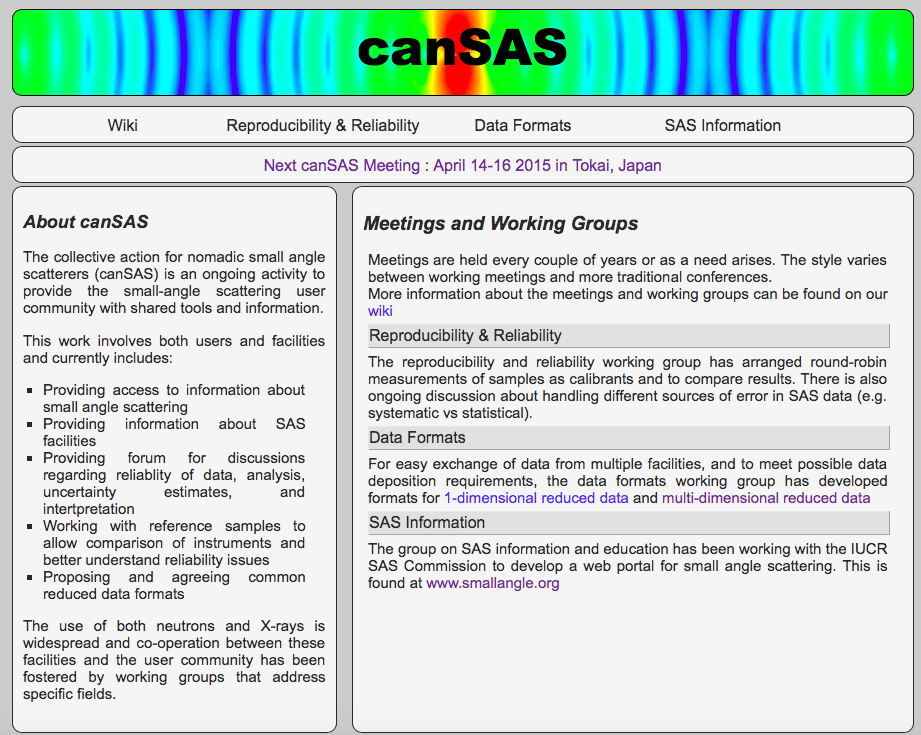 canSAS
Wiki Reproducibility & Reliability Data Formats SAS Information
Next canSAS Meeting : April 14-16 2015 in Tokai, Japan
About canSAS
The collective action for nomadic small angle
scatterers (canSAS) is an ongoing activity to
provide the small-angle scattering user
community with shared tools and information.
This work involves both users and facilities
and currently includes:
Providing access to information about
small angle scattering
Providing information about SAS
facilities
Providing forum for discussions
regarding reliablity of data, analysis,
uncertainty estimates, and
intertpretation
Working with reference samples to
allow comparison of instruments and
better understand reliability issues
Proposing and agreeing common
reduced data formats
The use of both neutrons and X-rays is
widespread and co-operation between these
facilities and the user community has been
fostered by working groups that address
specific fields.
Meetings and Working Groups
Meetings are held every couple of years or as a need arises. The style varies
between working meetings and more traditional conferences.
More information about the meetings and working groups can be found on our
wiki
Reproducibility & Reliability
The reproducibility and reliability working group has arranged round-robin
measurements of samples as calibrants and to compare results. There is also
ongoing discussion about handling different sources of error in SAS data (e.g.
systematic vs statistical).
Data Formats
For easy exchange of data from multiple facilities, and to meet possible data
deposition requirements, the data formats working group has developed
formats for 1-dimensional reduced data and multi-dimensional reduced data
SAS Information
The group on SAS information and education has been working with the IUCR
SAS Commission to develop a web portal for small angle scattering. This is
found at www.smallangle.org